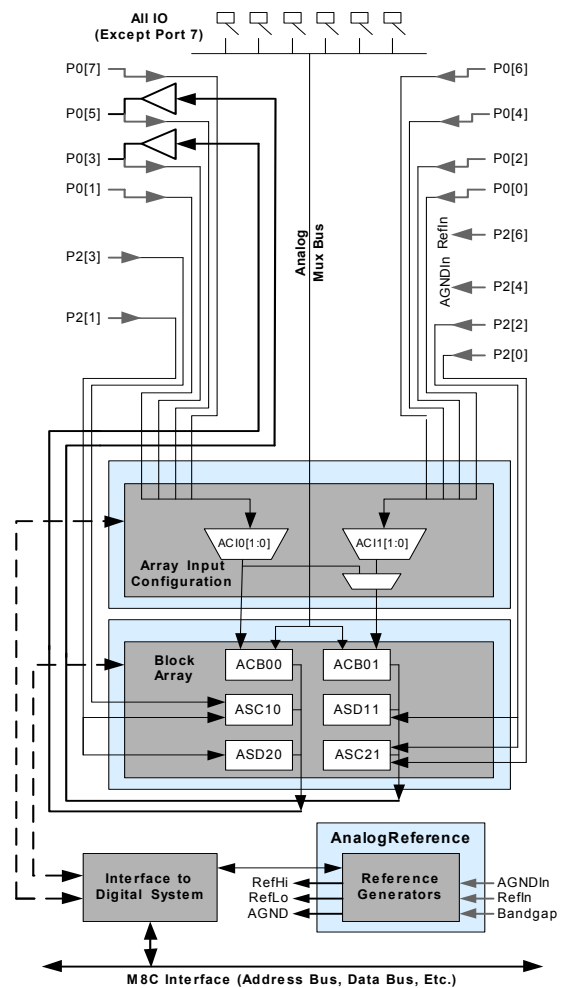 All IO
(Except Port 7)
P0[7]
P0[6]
P0[5]
P0[4]
P0[3]
P0[2]
P0[1]
P0[0]
P2[6]
RefIn
P2[3]
Analog
Mux Bus
P2[4]
AGNDIn
P2[1]
P2[2]
P2[0]
ACI0[1:0]
ACI1[1:0]
Array Input
Configuration
Block
Array
ACB00
ACB01
ASC10
ASD11
ASD20
ASC21
AnalogReference
Interface to
Digital System
RefHi
RefLo
AGND
Reference
Generators
AGNDIn
RefIn
Bandgap
M8C Interface (Address Bus, Data Bus, Etc.)